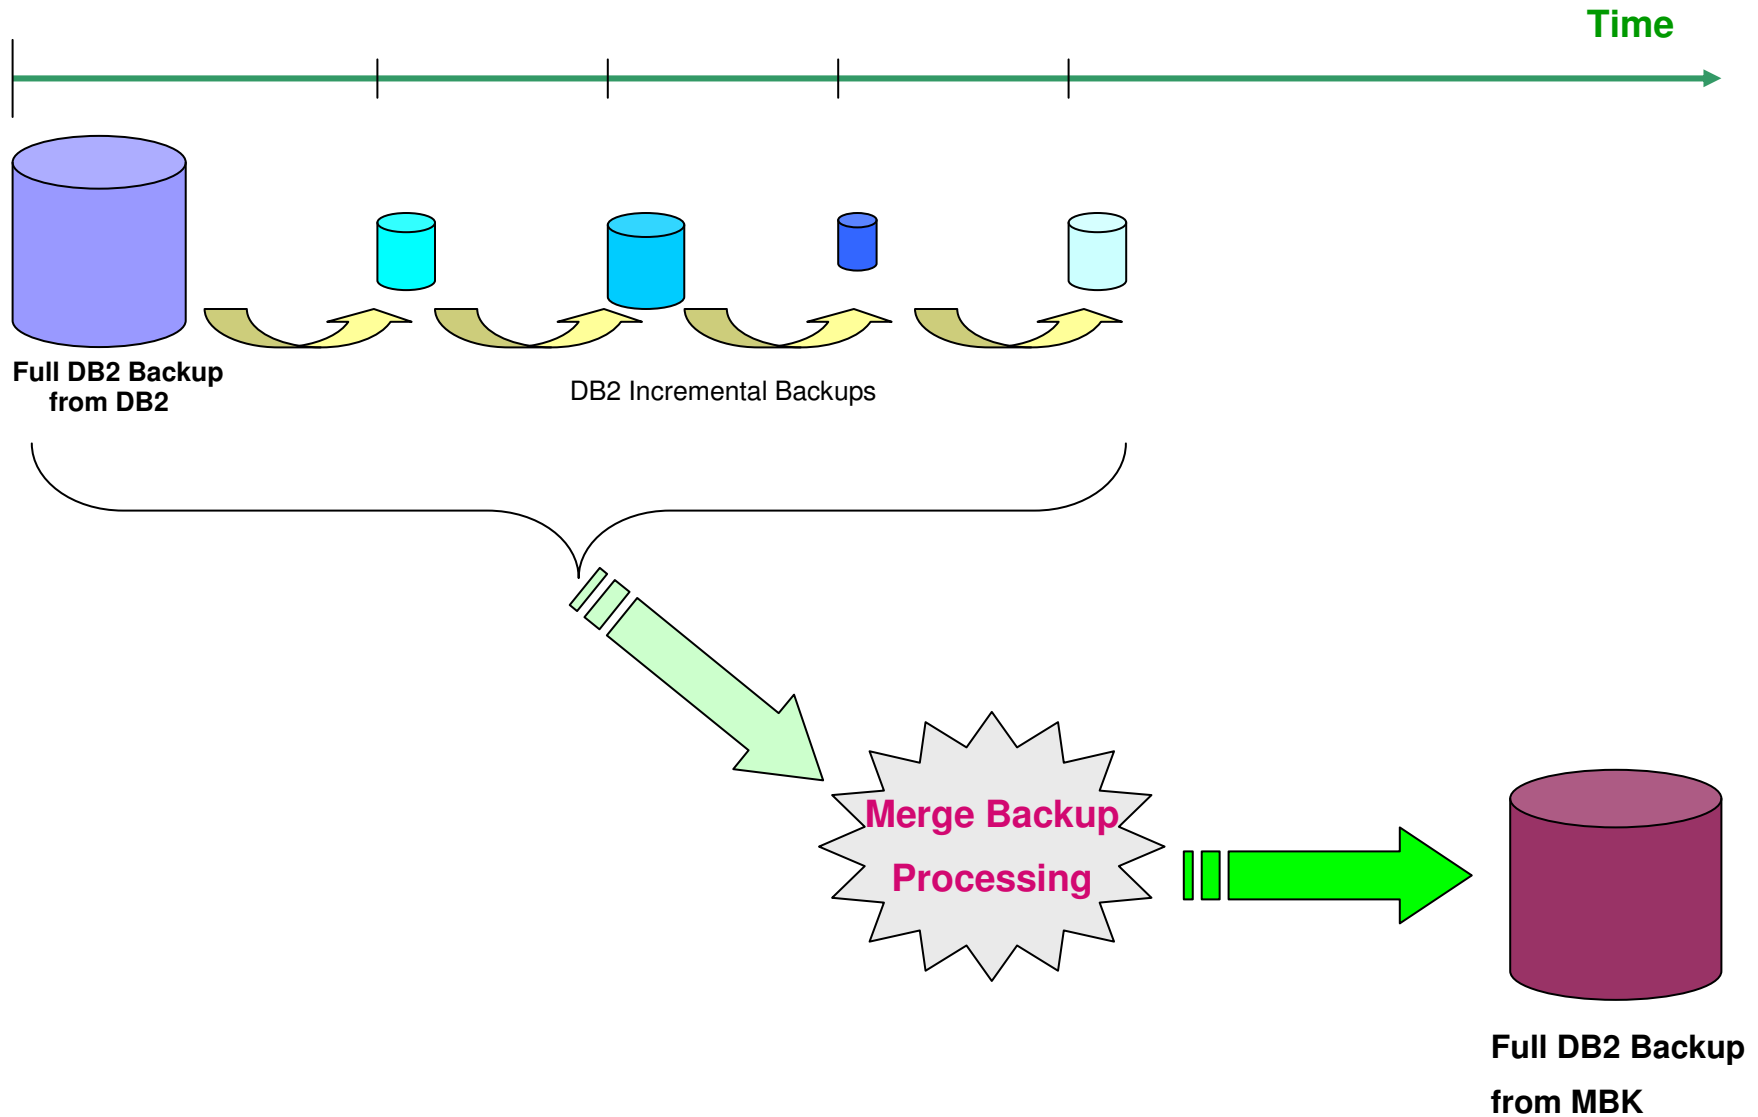 Time
Full DB2 Backup
from DB2
DB2 Incremental Backups
Merge Backup
Processing
Full DB2 Backup
from MBK